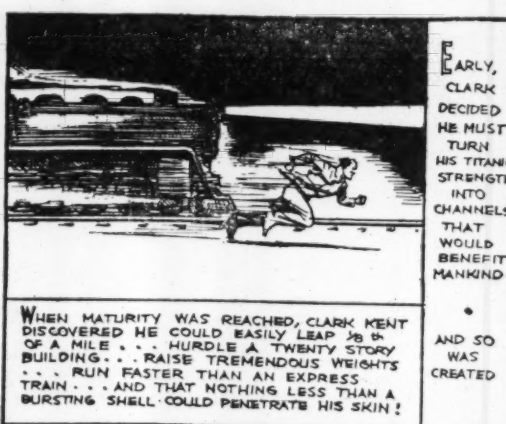 WHEN MATURITY WAS REACHED, CLARK KENT
DISCOVERED HE COULD EASILY LEAP 1/8 th
OF A MILE . . . HURDLE A TWENTY STORY
BUILDING . . . RAISE TREMENDOUS WEIGHTS
. . . RUN FASTER THAN AN EXPRESS
TRAIN . . . AND THAT NOTHING LESS THAN A
BURSTING SHELL COULD PENETRATE HIS SKIN!
EARLY,
CLARK
DECIDED
HE MUST
TURN
HIS TITANIC
STRENGTH
INTO
CHANNELS
THAT
WOULD
BENEFIT
MANKIND
•
AND SO
WAS
CREATED